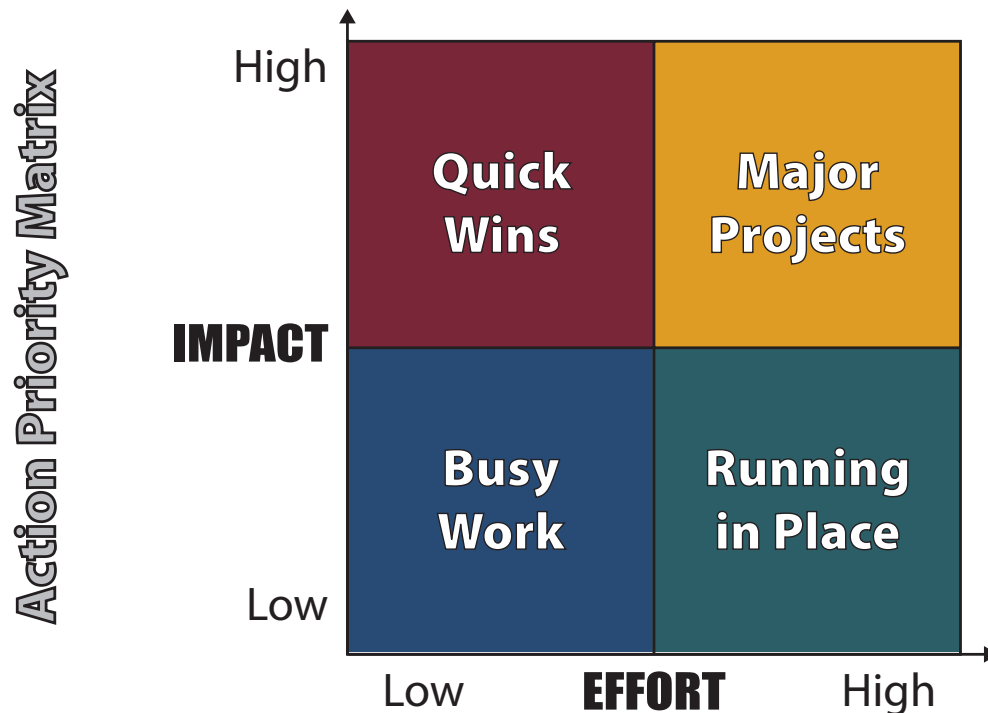 Action Priority Matrix
High
Quick
Wins
Major
Projects
IMPACT
Busy
Work
Running
in Place
Low
Low
EFFORT
High